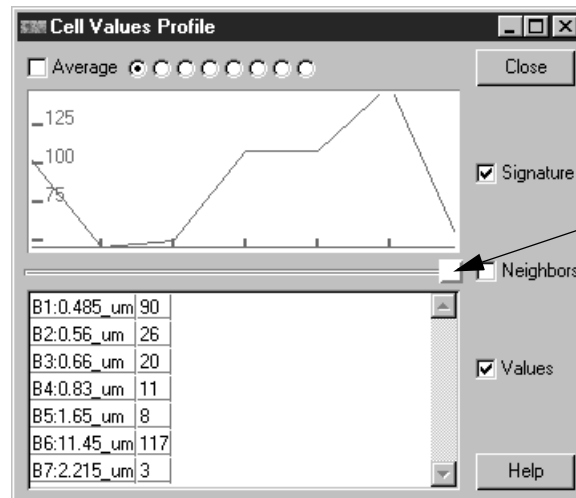 Cell Values Profile
Average
Close
125
100
75
Signature
Neighbors
B1:0.485_um 90
B2:0.56_um 26
B3:0.66_um 20
B4:0.83_um 11
B5:1.65_um 8
B6:11.45_um 117
B7:2.215_um 3
Values
Help